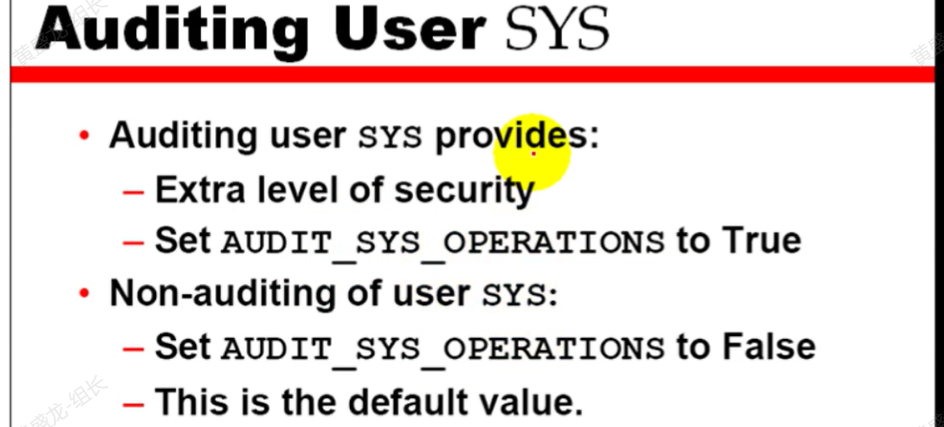 Auditing User SYS
• Auditing user SYS provides:
– Extra level of security
– Set AUDIT_SYS_OPERATIONS to True
• Non-auditing of user SYS:
– Set AUDIT_SYS_OPERATIONS to False
– This is the default value.